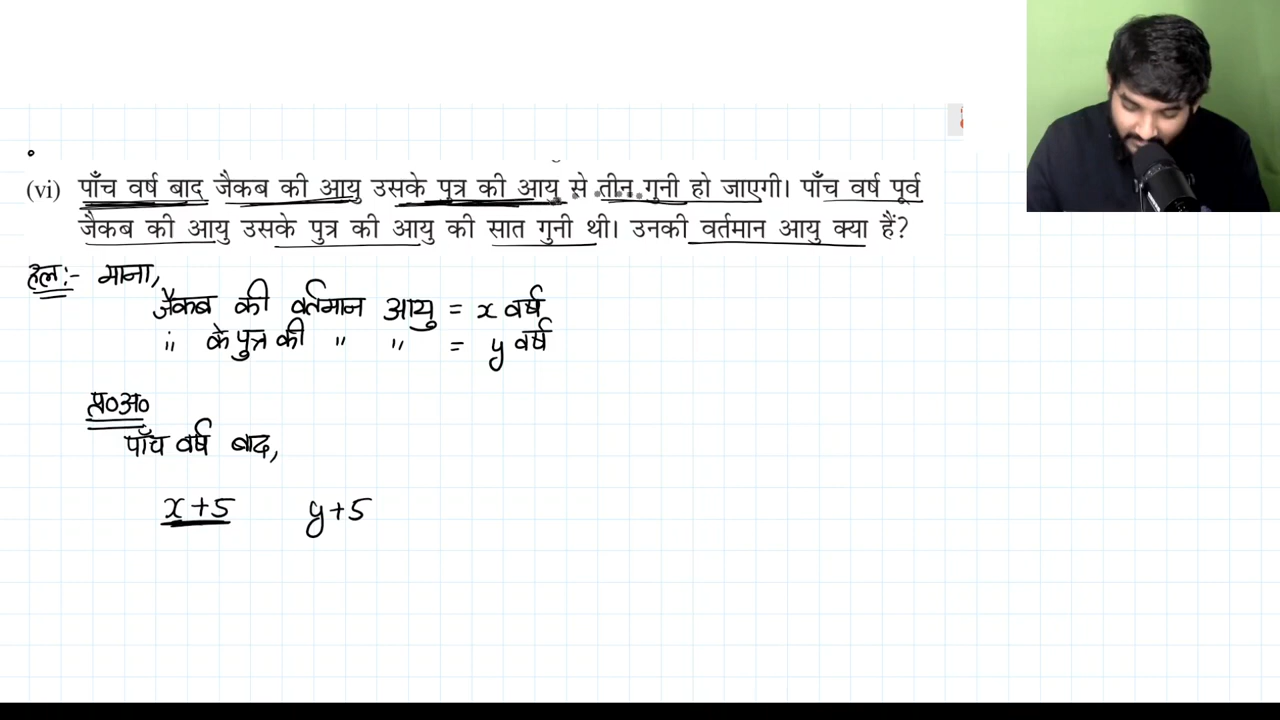 (vi) पाँच वर्ष बाद जैकब की आयु उसके पुत्र की आयु से तीन गुनी हो जाएगी। पाँच वर्ष पूर्व
जैकब की आयु उसके पुत्र की आयु की सात गुनी थी। उनकी वर्तमान आयु क्या हैं?
हल:- माना,
जैकब की वर्तमान आयु = x वर्ष
ii के पुत्र की " " = y वर्ष
प्र०अ०
पाँच वर्ष बाद,
x+5 y+5